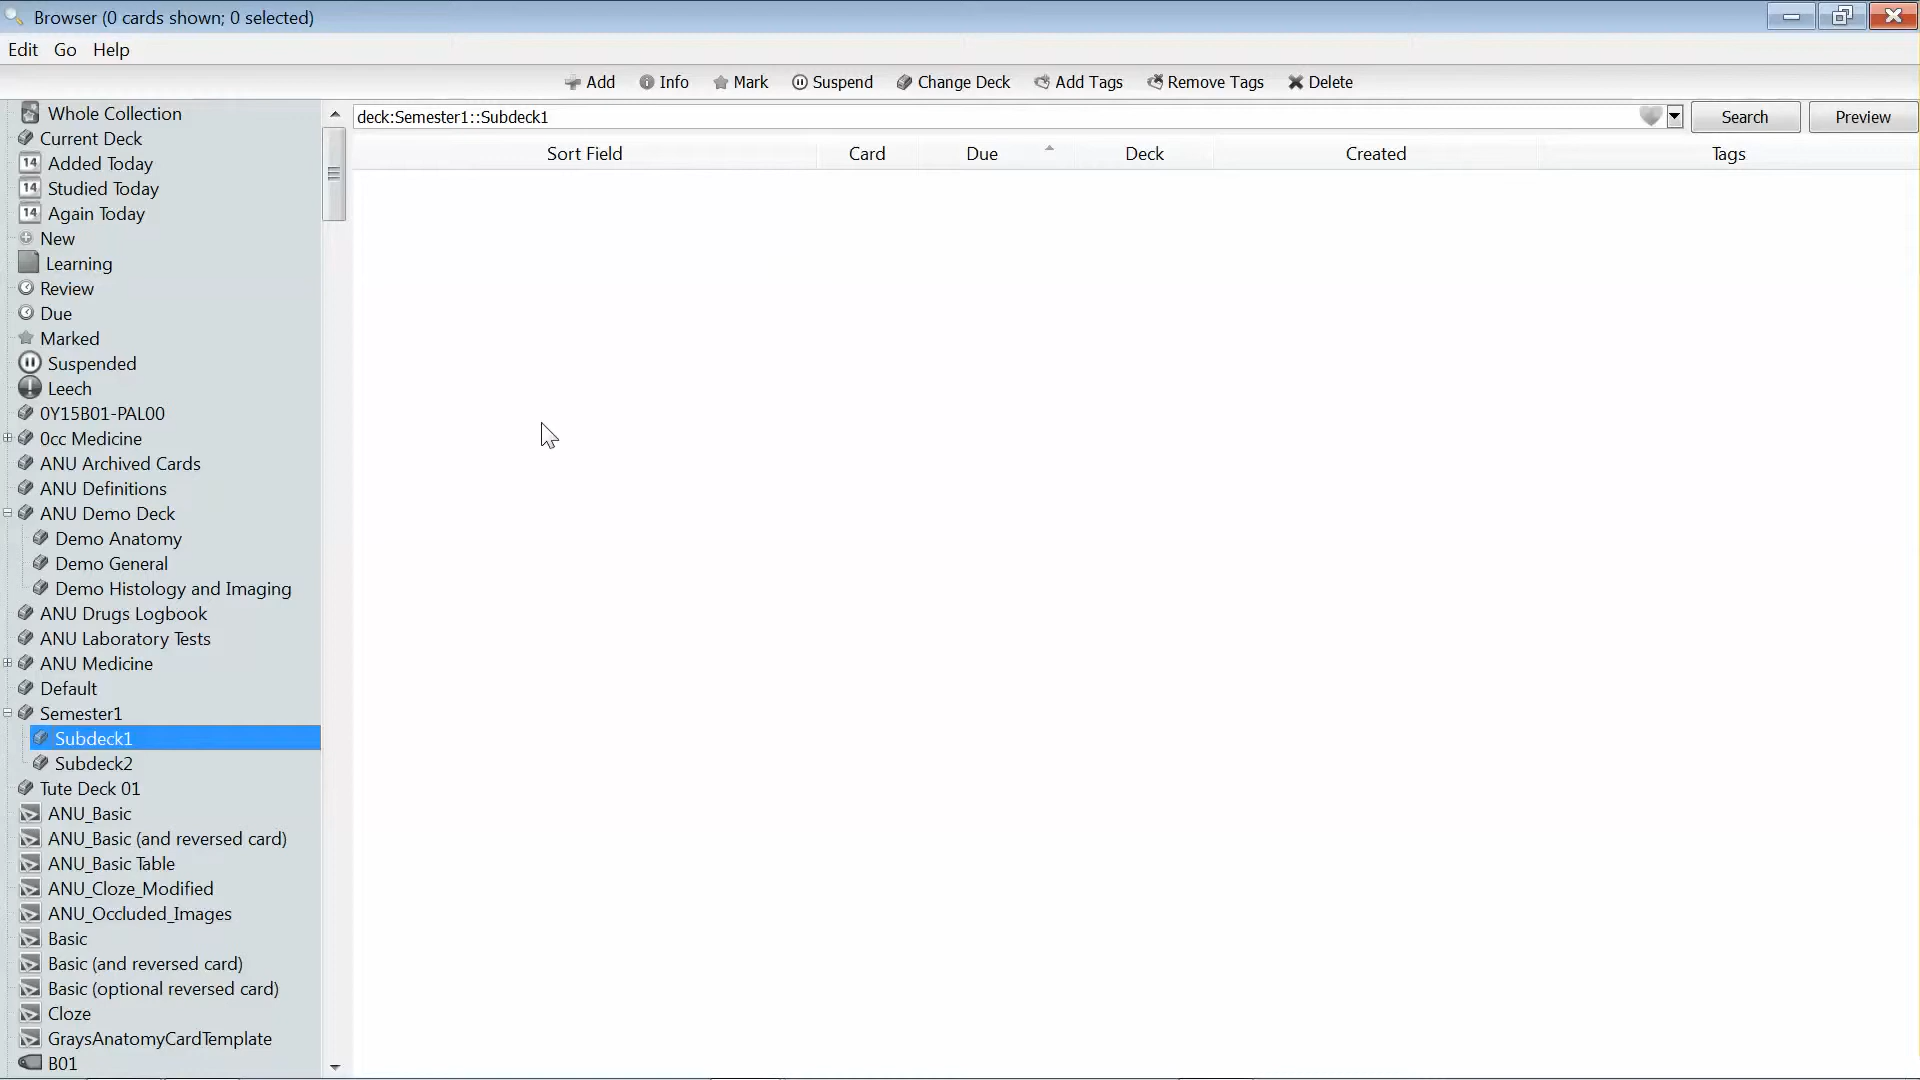 Browser (0 cards shown; 0 selected)
Edit Go Help
Add Info Mark Suspend Change Deck Add Tags Remove Tags Delete
deck:Semester1::Subdeck1 Search Preview
Sort Field Card Due Deck Created Tags
Whole Collection
Current Deck
14 Added Today
14 Studied Today
14 Again Today
New
Learning
Review
Due
Marked
Suspended
Leech
0Y15B01-PAL00
0cc Medicine
ANU Archived Cards
ANU Definitions
ANU Demo Deck
Demo Anatomy
Demo General
Demo Histology and Imaging
ANU Drugs Logbook
ANU Laboratory Tests
ANU Medicine
Default
Semester1
Subdeck1
Subdeck2
Tute Deck 01
ANU_Basic
ANU_Basic (and reversed card)
ANU_Basic Table
ANU_Cloze_Modified
ANU_Occluded_Images
Basic
Basic (and reversed card)
Basic (optional reversed card)
Cloze
GraysAnatomyCardTemplate
B01